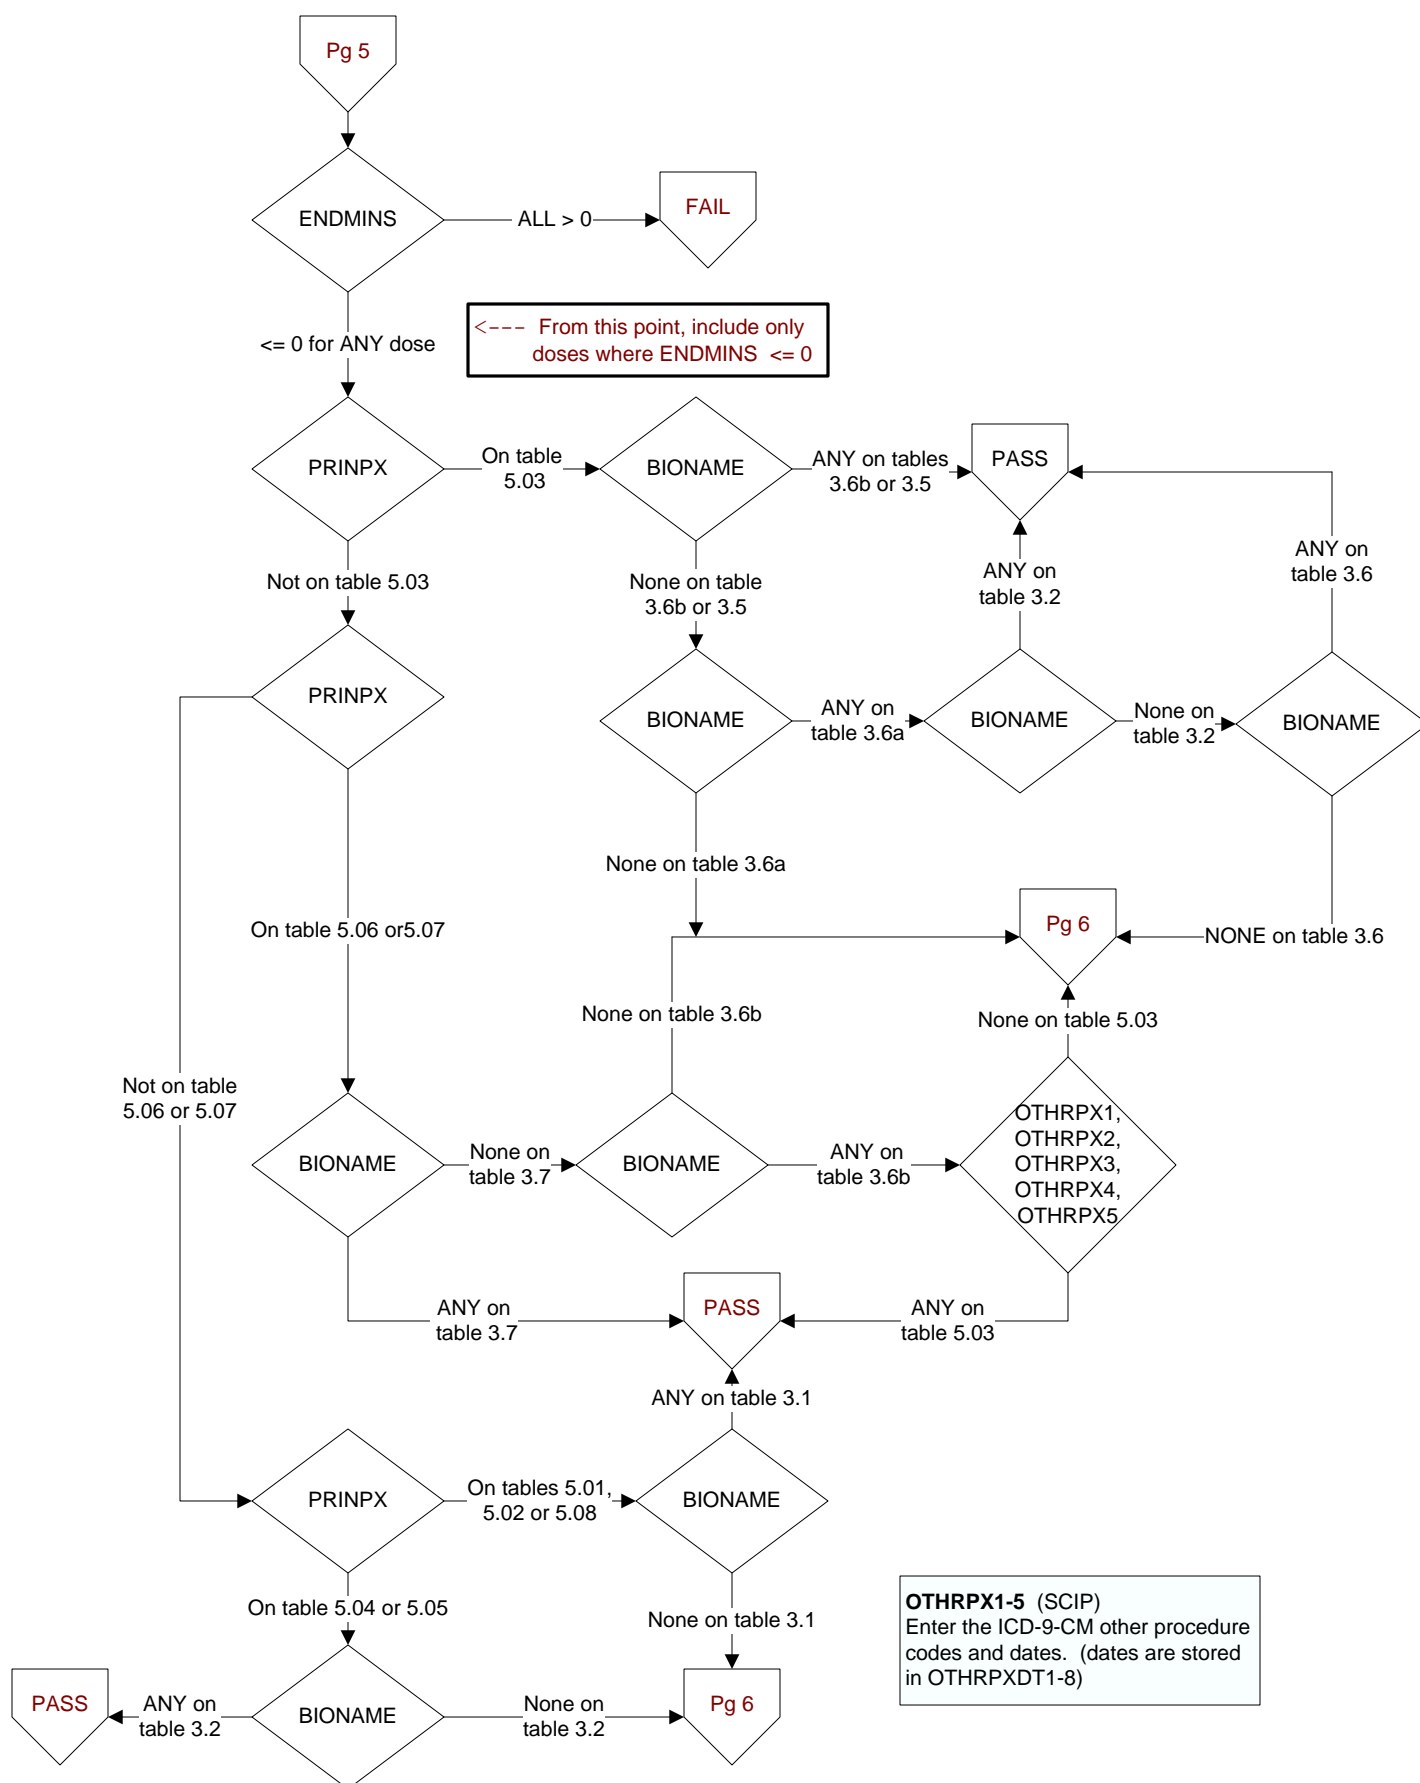 Pg 5
ENDMINS
ALL > 0
FAIL
<= 0 for ANY dose
<--- From this point, include only
doses where ENDMINS <= 0
PRINPX
On table
5.03
BIONAME
ANY on tables
3.6b or 3.5
PASS
Not on table 5.03
None on table
3.6b or 3.5
ANY on
table 3.2
ANY on
table 3.6
PRINPX
BIONAME
ANY on
table 3.6a
BIONAME
None on
table 3.2
BIONAME
None on table 3.6a
On table 5.06 or5.07
Pg 6
NONE on table 3.6
None on table 3.6b
None on table 5.03
Not on table
5.06 or 5.07
BIONAME
None on
table 3.7
BIONAME
ANY on
table 3.6b
OTHRPX1,
OTHRPX2,
OTHRPX3,
OTHRPX4,
OTHRPX5
ANY on
table 3.7
PASS
ANY on
table 5.03
ANY on table 3.1
PRINPX
On tables 5.01,
5.02 or 5.08
BIONAME
On table 5.04 or 5.05
None on table 3.1
OTHRPX1-5 (SCIP)
Enter the ICD-9-CM other procedure
codes and dates. (dates are stored
in OTHRPXDT1-8)
PASS
ANY on
table 3.2
BIONAME
None on
table 3.2
Pg 6